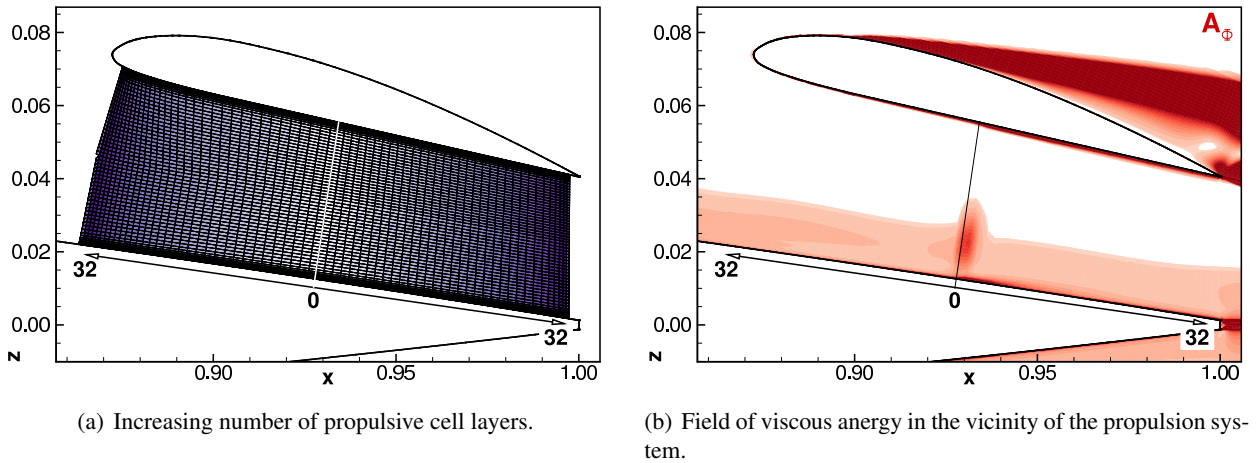 0.08
0.06
0.04
0.02
0.00
z
32
0
32
0.90
x
0.95
1.00
0.08
0.06
0.04
0.02
0.00
z
A_Φ
32
0
32
0.90
x
0.95
1.00
(a) Increasing number of propulsive cell layers.
(b) Field of viscous anergy in the vicinity of the propulsion sys-
tem.